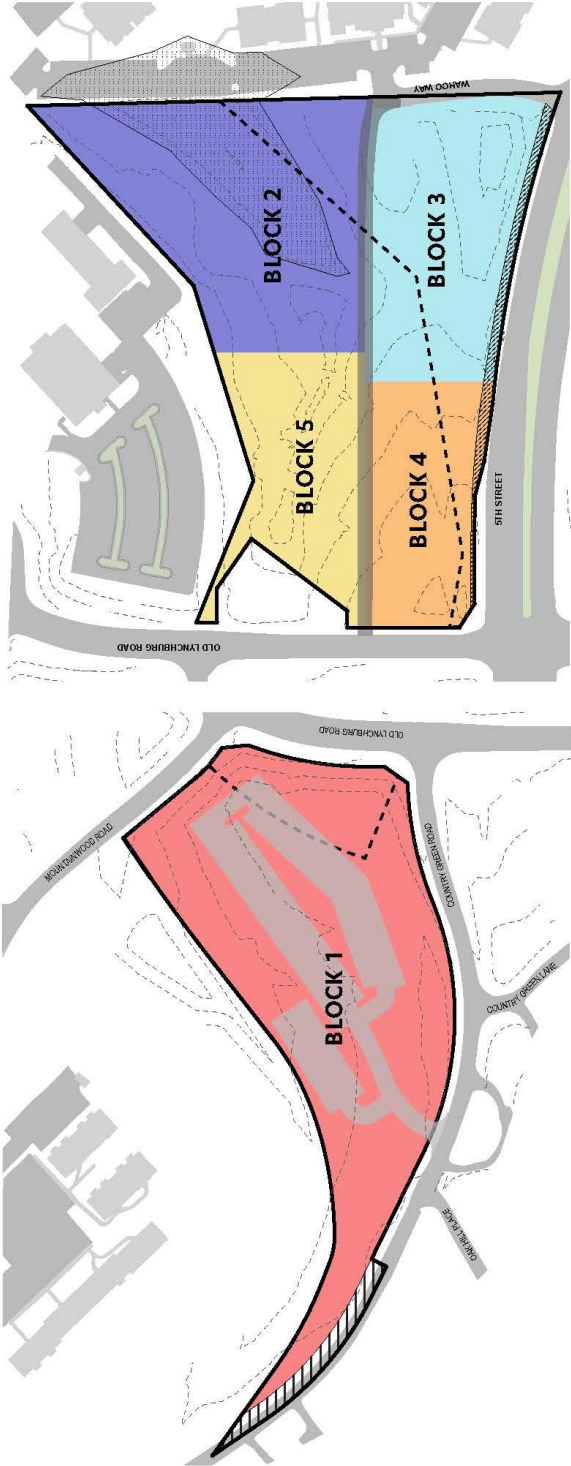 WAHOO WAY
BLOCK 2
BLOCK 3
BLOCK 5
BLOCK 4
5TH STREET
OLD LYNCHBURG ROAD
OLD LYNCHBURG ROAD
MOUNTAINWOOD ROAD
COUNTRY GREEN ROAD
BLOCK 1
COUNTRY GREEN LANE
OAK HILL PLACE